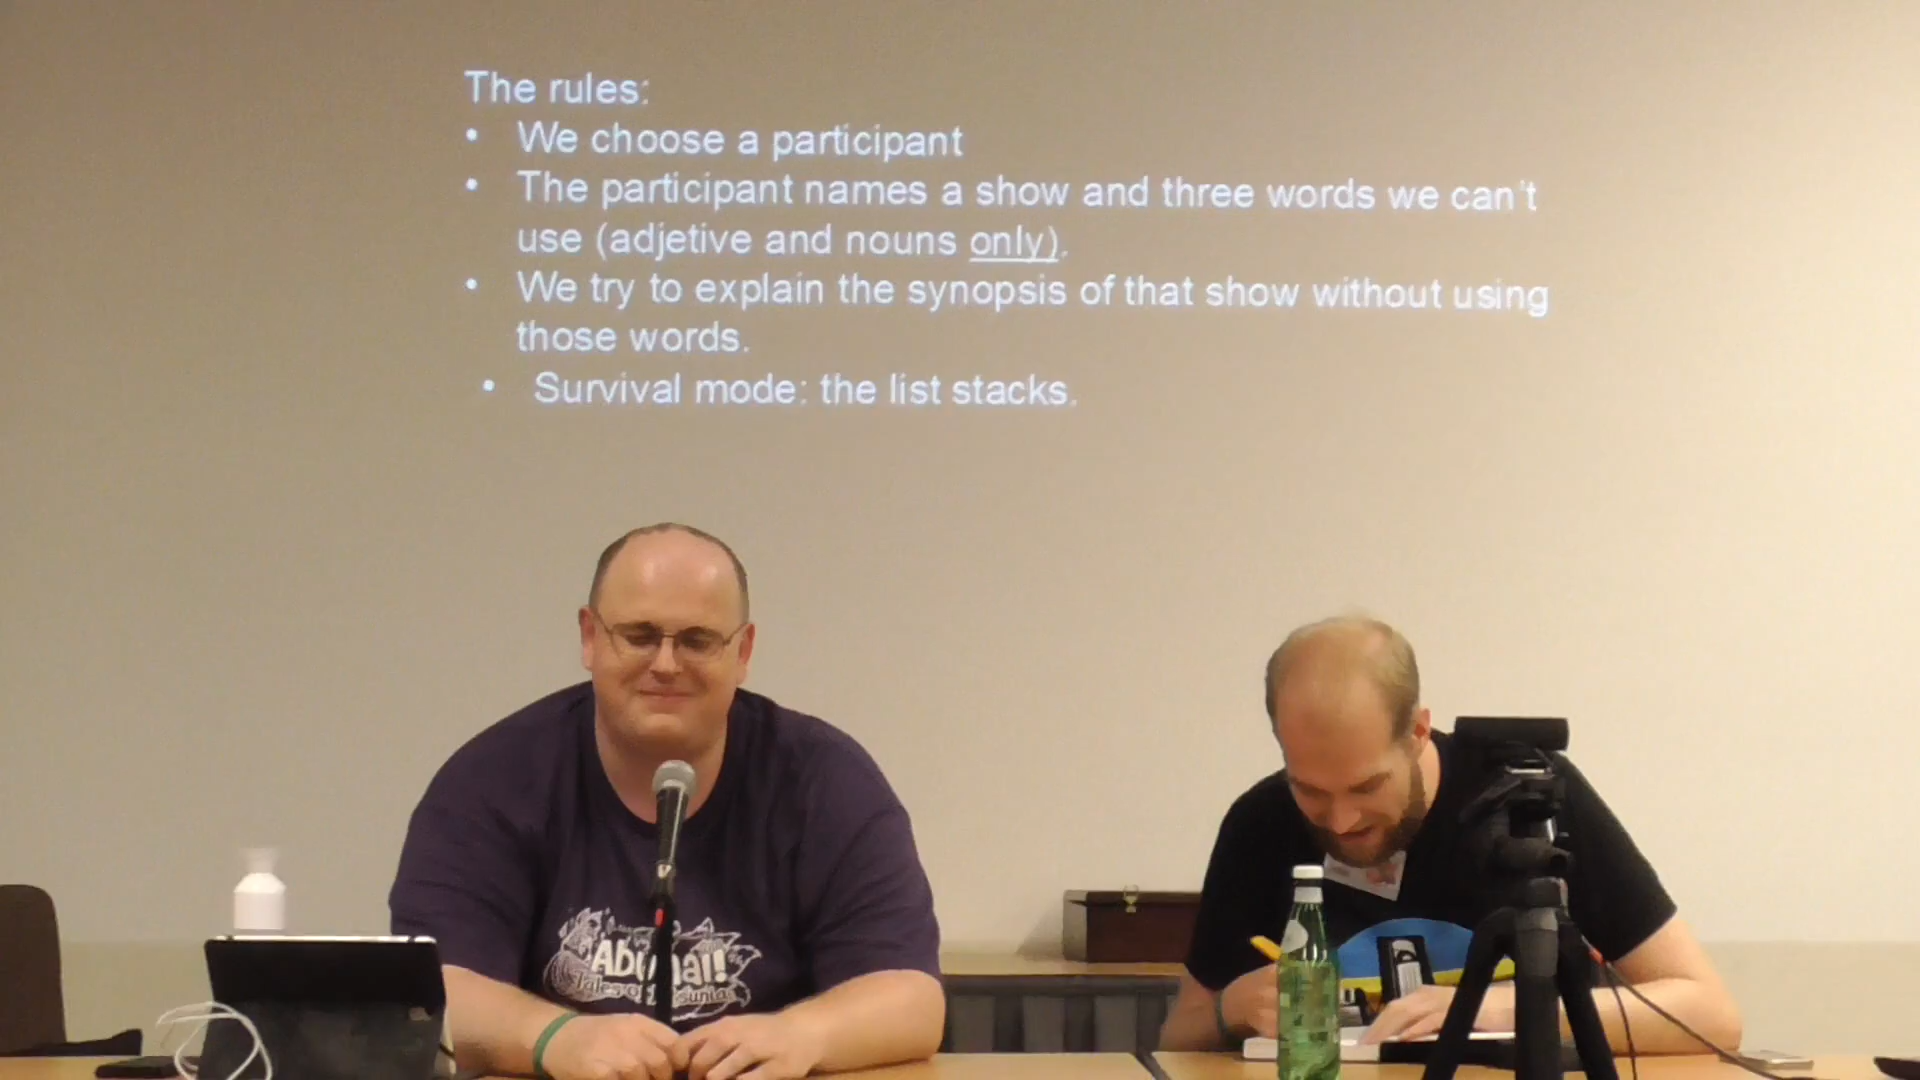 The rules:
• We choose a participant
• The participant names a show and three words we can't
use (adjetive and nouns only).
• We try to explain the synopsis of that show without using
those words.
• Survival mode: the list stacks.
Tales of